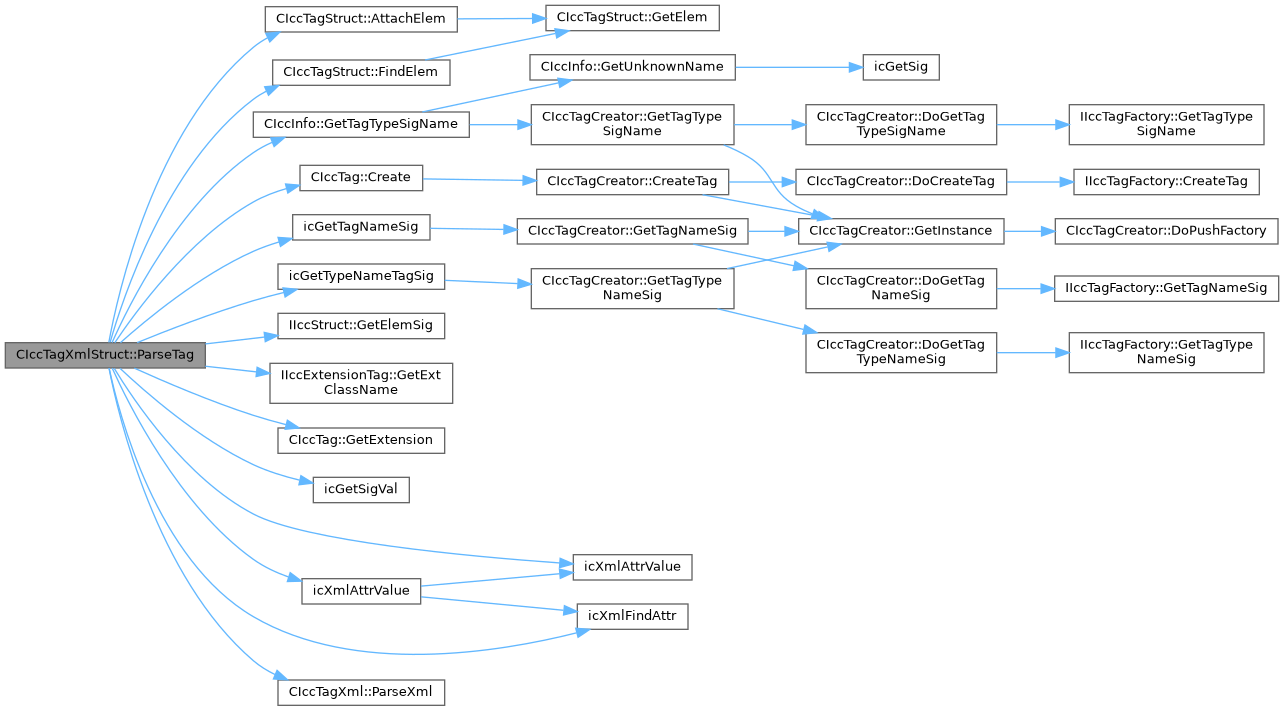 CIccTagXmlStruct::ParseTag
CIccTagStruct::AttachElem
CIccTagStruct::GetElem
CIccTagStruct::FindElem
CIccInfo::GetTagTypeSigName
CIccInfo::GetUnknownName
icGetSig
CIccTagCreator::GetTagType
SigName
CIccTagCreator::DoGetTag
TypeSigName
IIccTagFactory::GetTagType
SigName
CIccTag::Create
CIccTagCreator::CreateTag
CIccTagCreator::DoCreateTag
IIccTagFactory::CreateTag
icGetTagNameSig
CIccTagCreator::GetTagNameSig
CIccTagCreator::GetInstance
CIccTagCreator::DoPushFactory
icGetTypeNameTagSig
CIccTagCreator::GetTagType
NameSig
CIccTagCreator::DoGetTag
NameSig
IIccTagFactory::GetTagNameSig
IIccStruct::GetElemSig
CIccTagCreator::DoGetTag
TypeNameSig
IIccTagFactory::GetTagType
NameSig
IIccExtensionTag::GetExt
ClassName
CIccTag::GetExtension
icGetSigVal
icXmlAttrValue
icXmlAttrValue
icXmlFindAttr
CIccTagXml::ParseXml